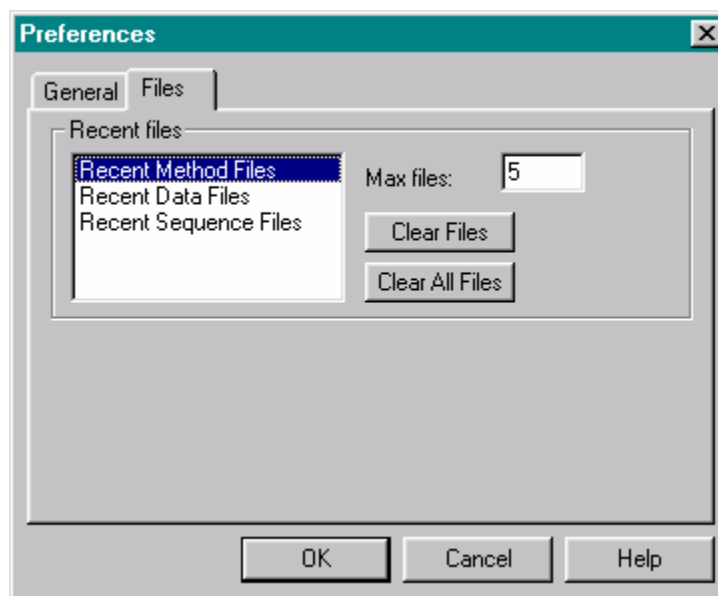 Preferences
General Files
Recent files
Recent Method Files
Recent Data Files
Recent Sequence Files
Max files: 5
Clear Files
Clear All Files
OK Cancel Help